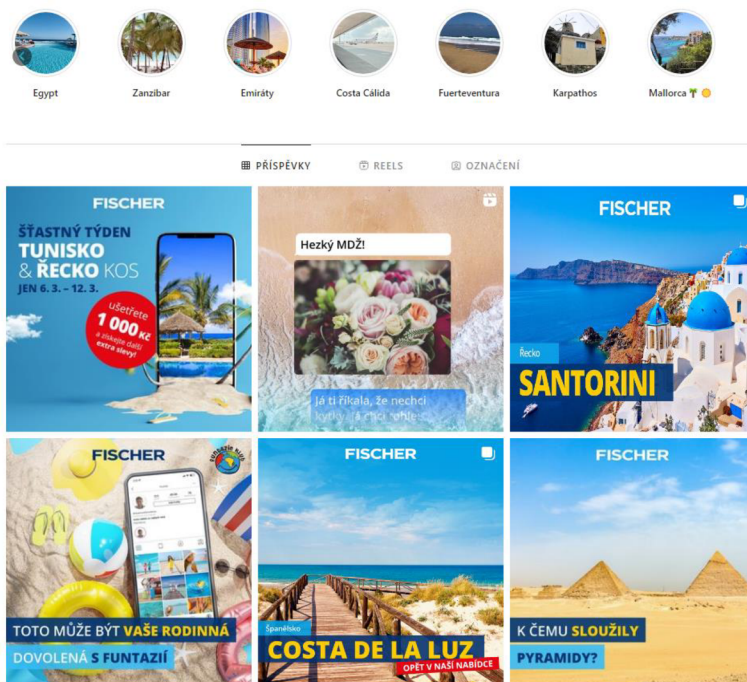 Egypt
Zanzibar
Emiráty
Costa Cálida
Fuerteventura
Karpathos
Mallorca🌴🌼
PŘÍSPĚVKY
REELS
OZNAČENÍ
FISCHER
ŠŤASTNÝ TÝDEN
TUNISKO
& ŘECKO KOS
JEN 6. 3. – 12. 3.
ušetřete
1 000 Kč
a získejte další
extra slevy!
Hezký MDŽ!
Já ti říkala, že nechci
kytky. Já chci
FISCHER
Řecko
SANTORINI
FISCHER
TOTO MŮŽE BÝT VAŠE RODINNÁ
DOVOLENÁ S FUNTAZIÍ
FISCHER
Španělsko
COSTA DE LA LUZ
OPĚT V NAŠÍ NABÍDCE
FISCHER
K ČEMU SLOUŽILY
PYRAMIDY?